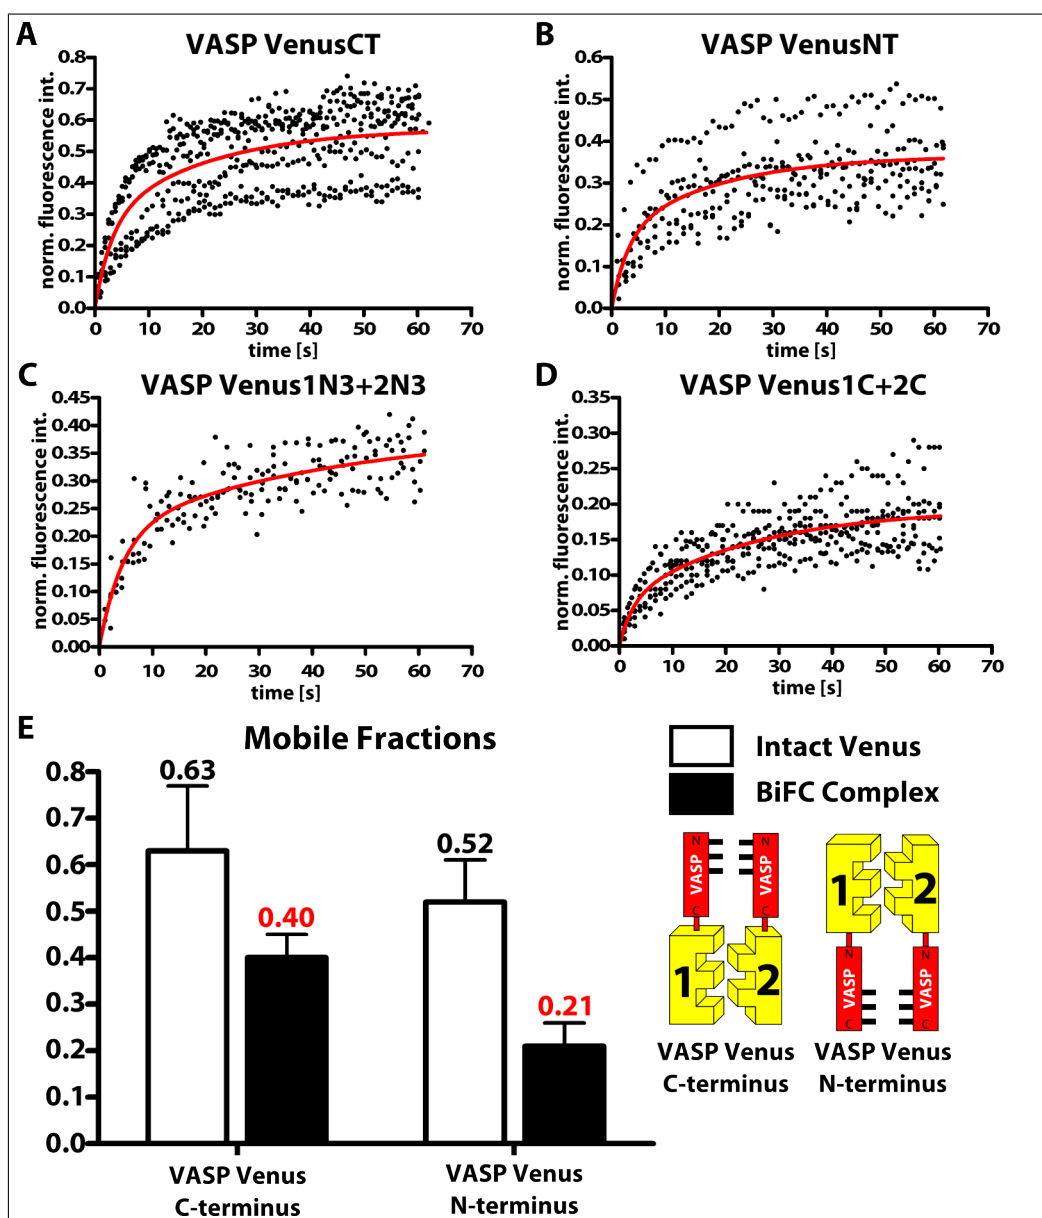 A
VASP VenusCT
norm. fluorescence int.
0.8
0.7
0.6
0.5
0.4
0.3
0.2
0.1
0.0
0 10 20 30 40 50 60 70
time [s]
B
VASP VenusNT
norm. fluorescence int.
0.6
0.5
0.4
0.3
0.2
0.1
0.0
0 10 20 30 40 50 60 70
time [s]
C
VASP Venus1N3+2N3
norm. fluorescence int.
0.45
0.40
0.35
0.30
0.25
0.20
0.15
0.10
0.05
0.00
0 10 20 30 40 50 60 70
time [s]
D
VASP Venus1C+2C
norm. fluorescence int.
0.35
0.30
0.25
0.20
0.15
0.10
0.05
0.00
0 10 20 30 40 50 60 70
time [s]
E
Mobile Fractions
0.8
0.7
0.6
0.5
0.4
0.3
0.2
0.1
0.0
0.63
0.40
0.52
0.21
VASP Venus
C-terminus
VASP Venus
N-terminus
Intact Venus
BiFC Complex
N
VASP
C
N
VASP
C
1
2
VASP Venus
C-terminus
1
2
N
VASP
C
N
VASP
C
VASP Venus
N-terminus